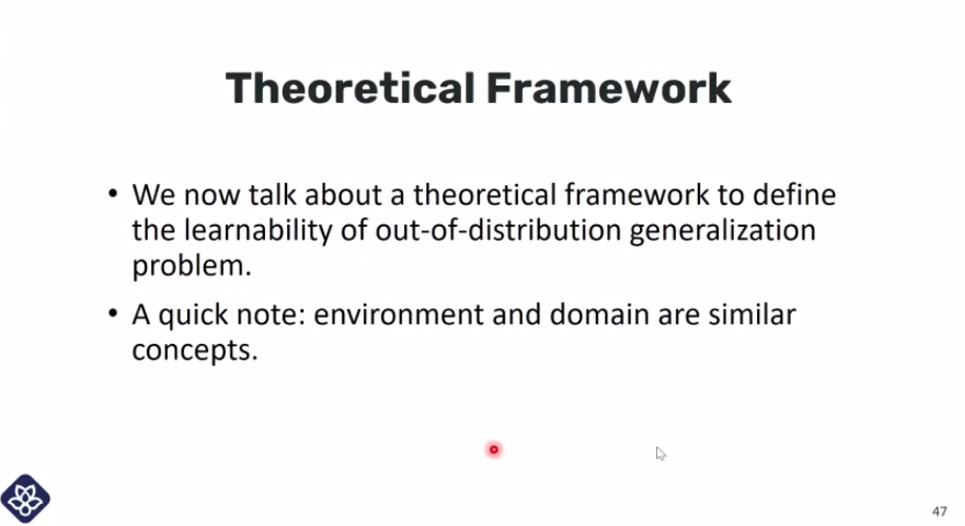 Theoretical Framework
• We now talk about a theoretical framework to define
the learnability of out-of-distribution generalization
problem.
• A quick note: environment and domain are similar
concepts.
47